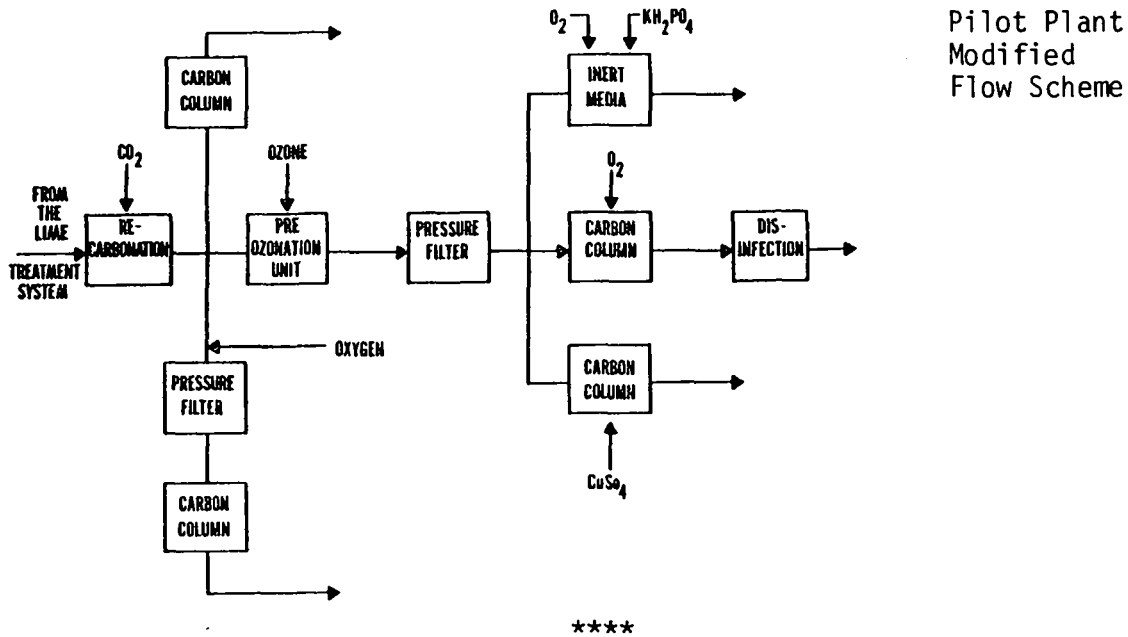 Pilot Plant
Modified
Flow Scheme
O2
KH2PO4
CARBON
COLUMN
INERT
MEDIA
CO2
OZONE
O2
FROM
THE
LIME
TREATMENT
SYSTEM
RE-
CARBONATION
PRE
OZONATION
UNIT
PRESSURE
FILTER
CARBON
COLUMN
DIS-
INFECTION
OXYGEN
PRESSURE
FILTER
CARBON
COLUMN
CuSo4
CARBON
COLUMN
****